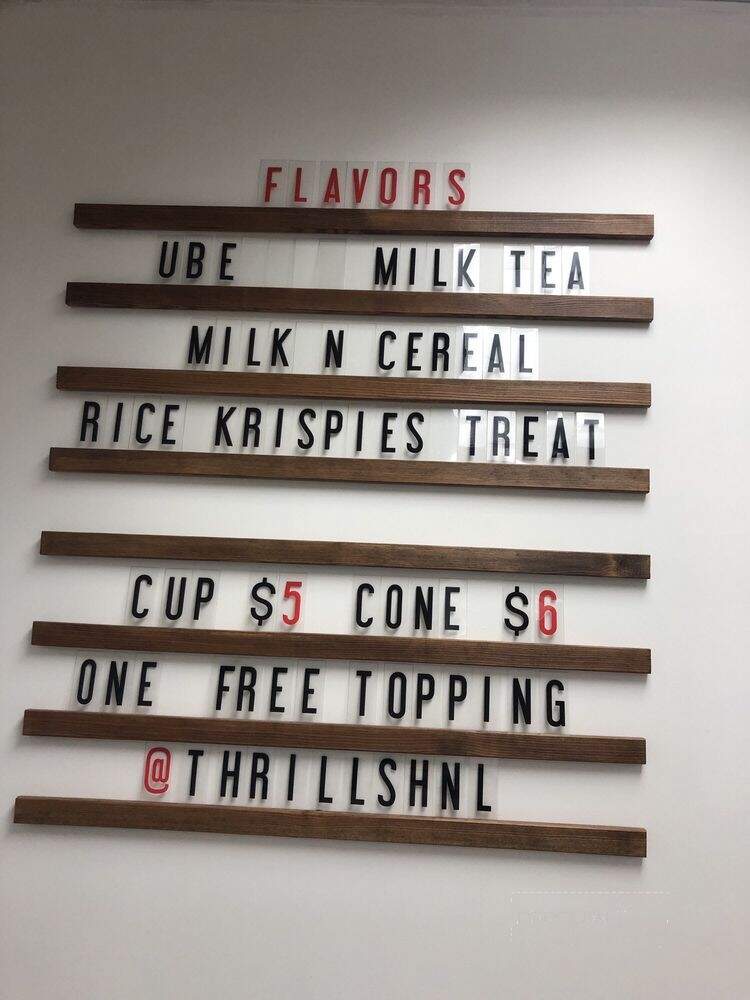 FLAVORS
UBE MILK TEA
MILK N CEREAL
RICE KRISPIES TREAT
CUP $5 CONE $6
ONE FREE TOPPING
@THRILLSHNL